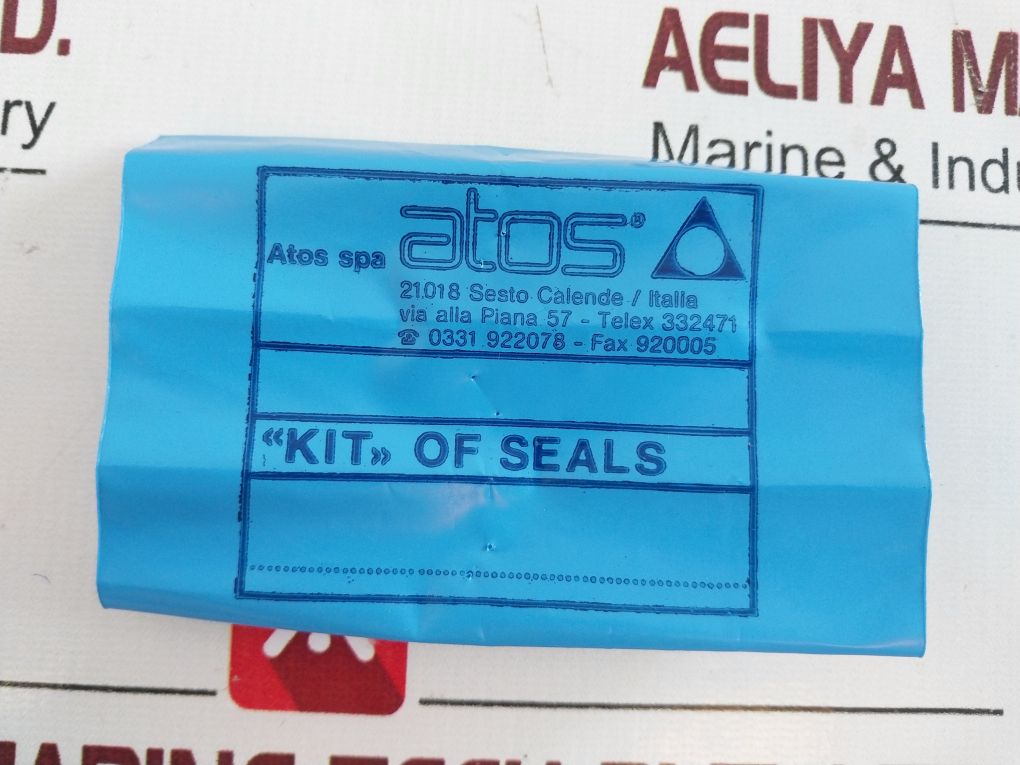 D.
AELIYA M
ry
Marine & Indu
atos®
Atos spa
21018 Sesto Calende / Italia
via alla Piana 57 - Telex 332471
☎ 0331 922078 - Fax 920005
«KIT» OF SEALS